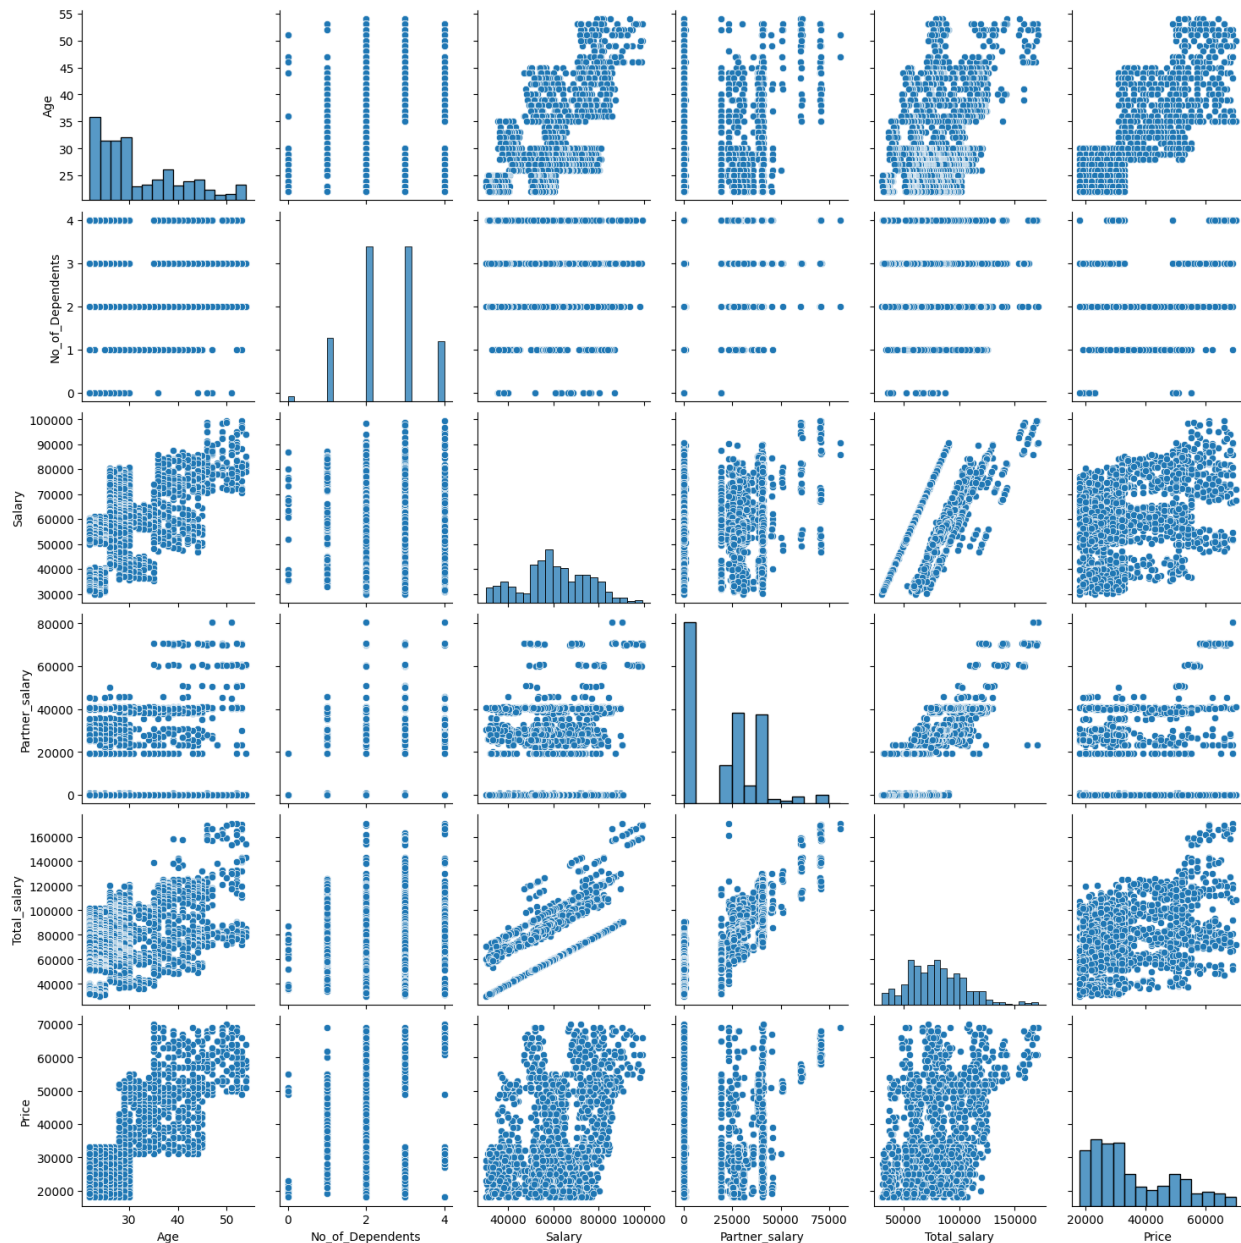 55
50
45
40
35
30
25
Age
4
3
2
1
0
No_of_Dependents
100000
90000
80000
70000
60000
50000
40000
30000
Salary
80000
60000
40000
20000
0
Partner_salary
160000
140000
120000
100000
80000
60000
40000
Total_salary
70000
60000
50000
40000
30000
20000
Price
30 40 50
0 2 4
40000 60000 80000 100000
0 25000 50000 75000
50000 100000 150000
20000 40000 60000
Age No_of_Dependents Salary Partner_salary Total_salary Price